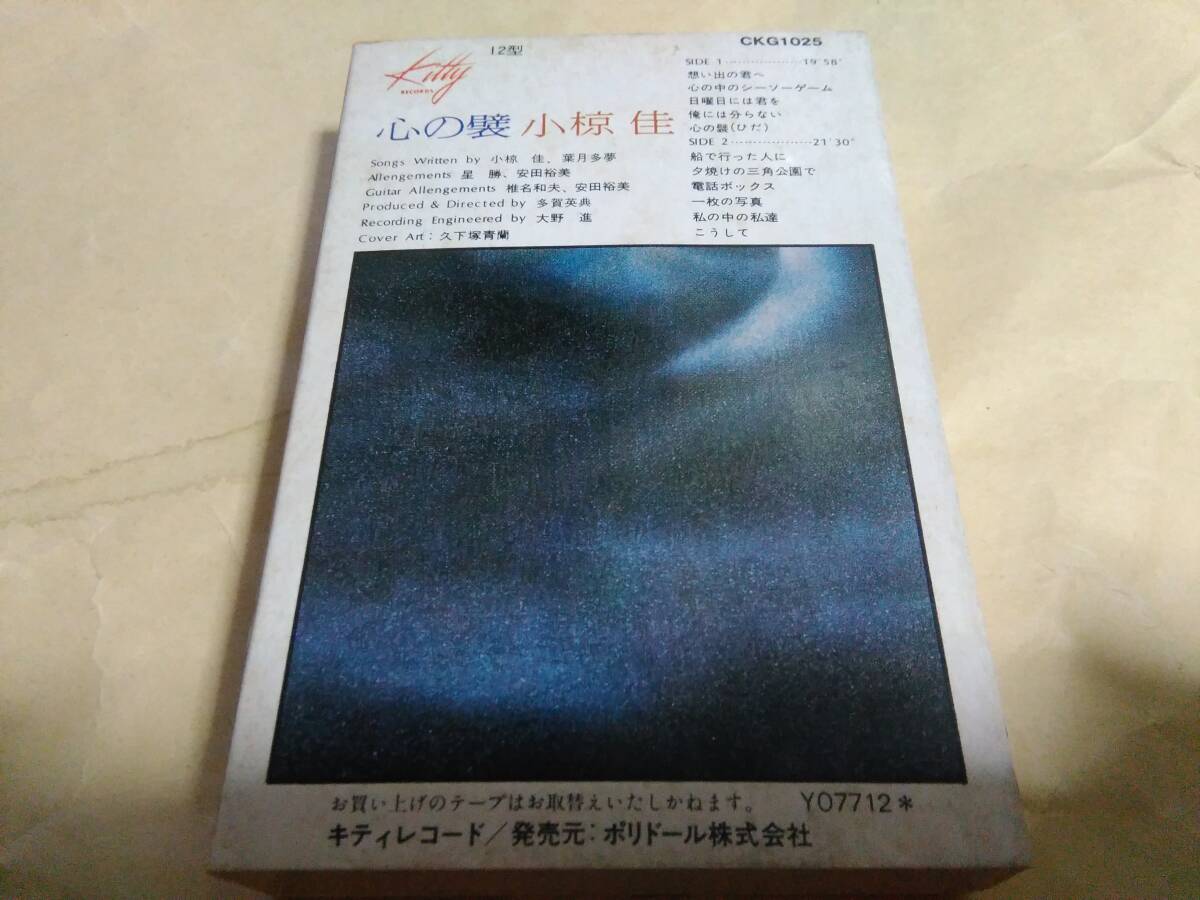 Kitty
RECORDS
12型
CKG1025
心の襞 小椋 佳
Songs Written by 小椋 佳、葉月多夢
Allengements 星 勝、安田裕美
Guitar Allengements 椎名和夫、安田裕美
Produced & Directed by 多賀英典
Recording Engineered by 大野 進
Cover Art: 久下塚青蘭
SIDE 1 ·················· 19'58"
想い出の君へ
心の中のシーソーゲーム
日曜日には君を
俺には分らない
心の襞(ひだ)
SIDE 2 ·················· 21'30"
船で行った人に
夕焼けの三角公園で
電話ボックス
一枚の写真
私の中の私達
こうして
お買い上げのテープはお取替えいたしかねます。 Y07712*
キティレコード/発売元:ポリドール株式会社